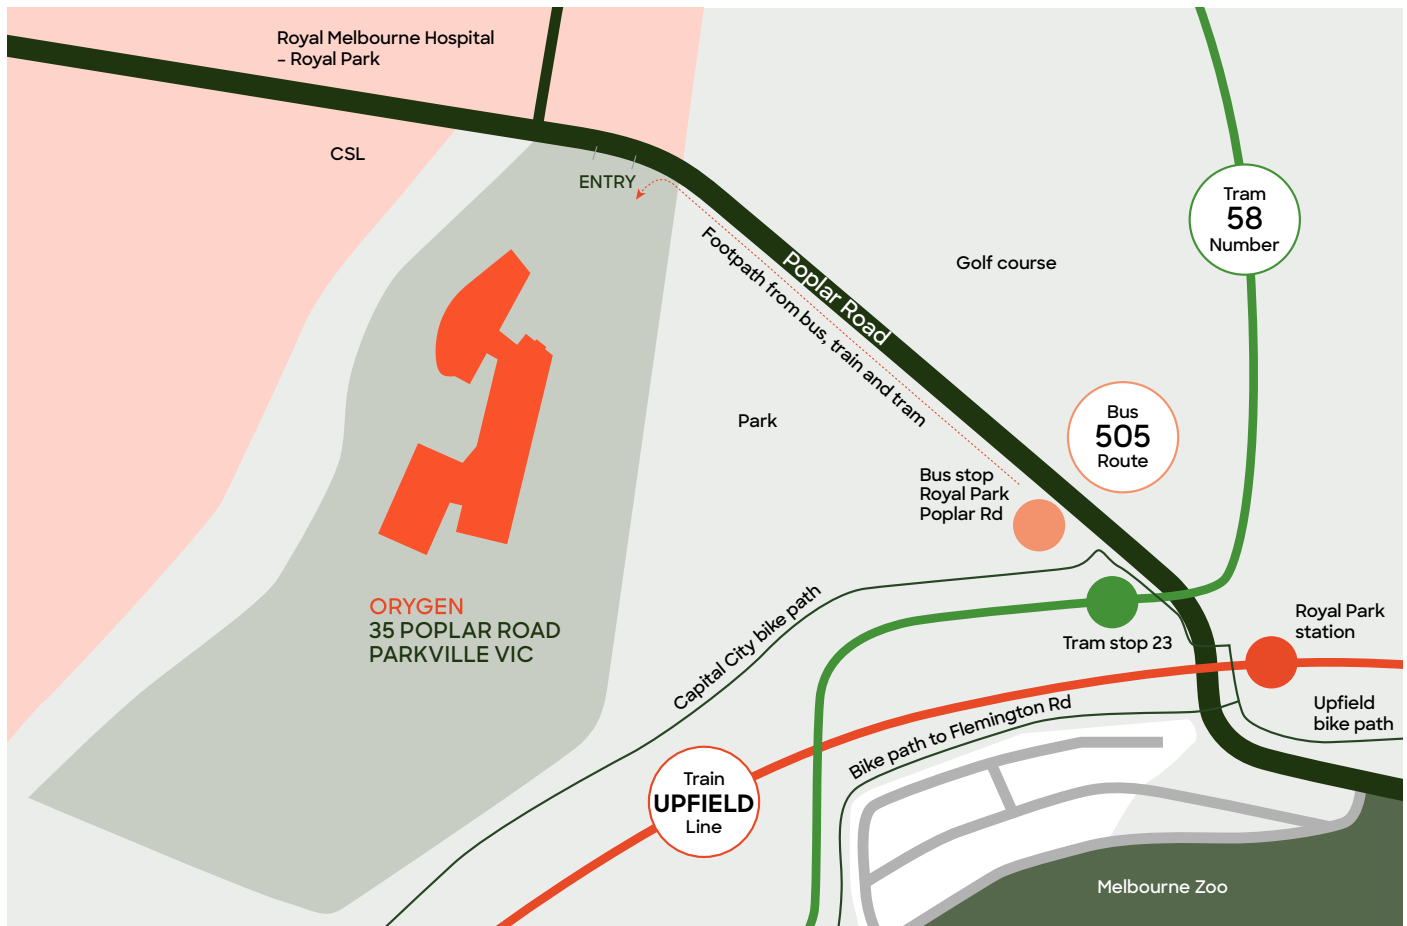 Royal Melbourne Hospital
– Royal Park
CSL
ENTRY
Tram
58
Number
Golf course
Poplar Road
Footpath from bus, train and tram
Park
Bus
505
Route
Bus stop
Royal Park
Poplar Rd
ORYGEN
35 POPLAR ROAD
PARKVILLE VIC
Capital City bike path
Tram stop 23
Royal Park
station
Upfield
bike path
Bike path to Flemington Rd
Train
UPFIELD
Line
Melbourne Zoo